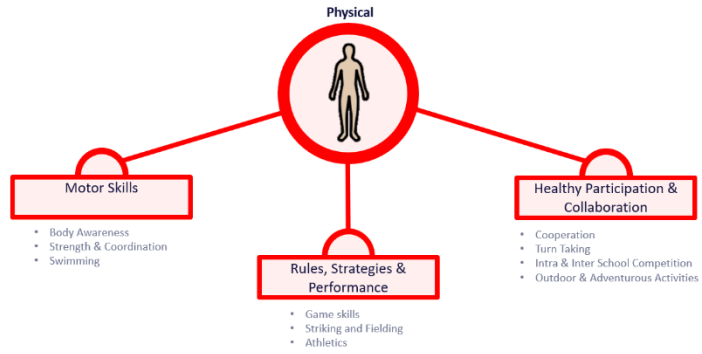 Physical
Motor Skills
• Body Awareness
• Strength & Coordination
• Swimming
Rules, Strategies &
Performance
• Game skills
• Striking and Fielding
• Athletics
Healthy Participation &
Collaboration
• Cooperation
• Turn Taking
• Intra & Inter School Competition
• Outdoor & Adventurous Activities